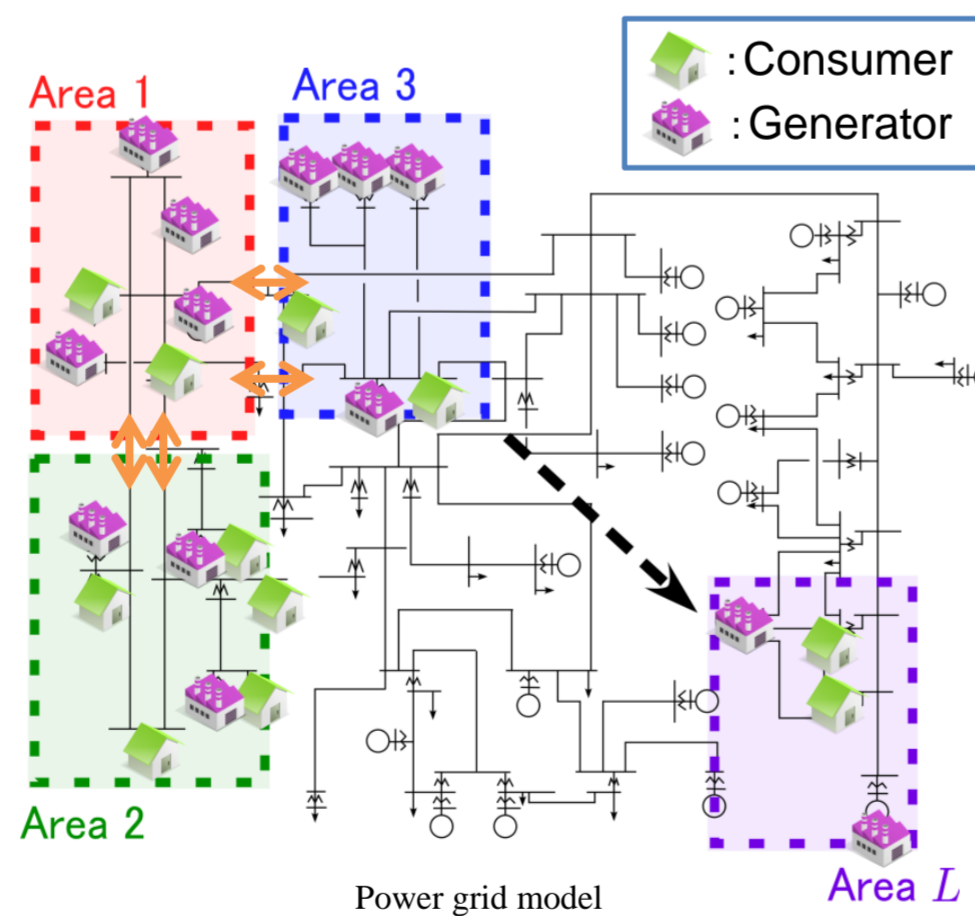 : Consumer
: Generator
Area 1
Area 3
Area 2
Area L
Power grid model